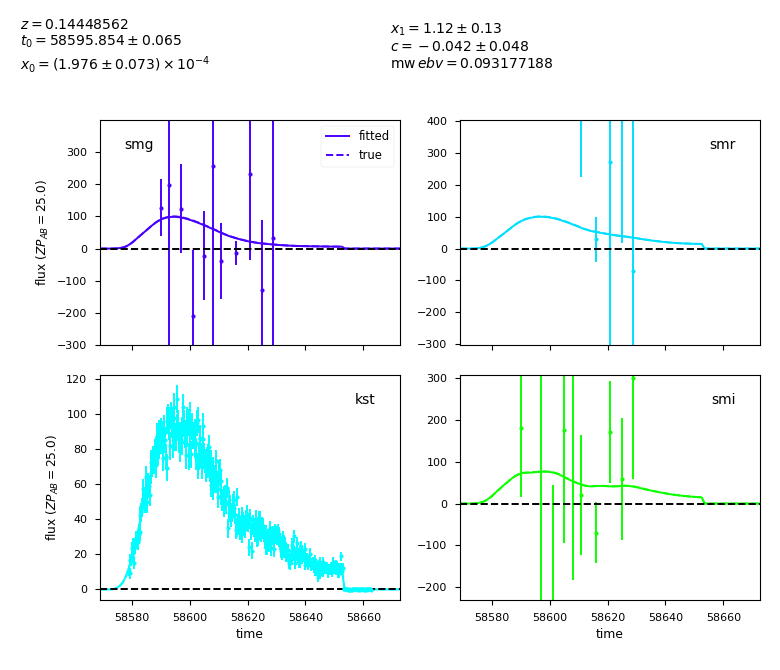 z = 0.14448562
t0 = 58595.854 ± 0.065
x0 = (1.976 ± 0.073) × 10^−4
x1 = 1.12 ± 0.13
c = −0.042 ± 0.048
mw ebv = 0.093177188
smg
fitted
true
300
200
100
0
−100
−200
−300
flux (ZP_AB = 25.0)
smr
400
300
200
100
0
−100
−200
−300
kst
120
100
80
60
40
20
0
flux (ZP_AB = 25.0)
58580 58600 58620 58640 58660
time
smi
300
200
100
0
−100
−200
58580 58600 58620 58640 58660
time